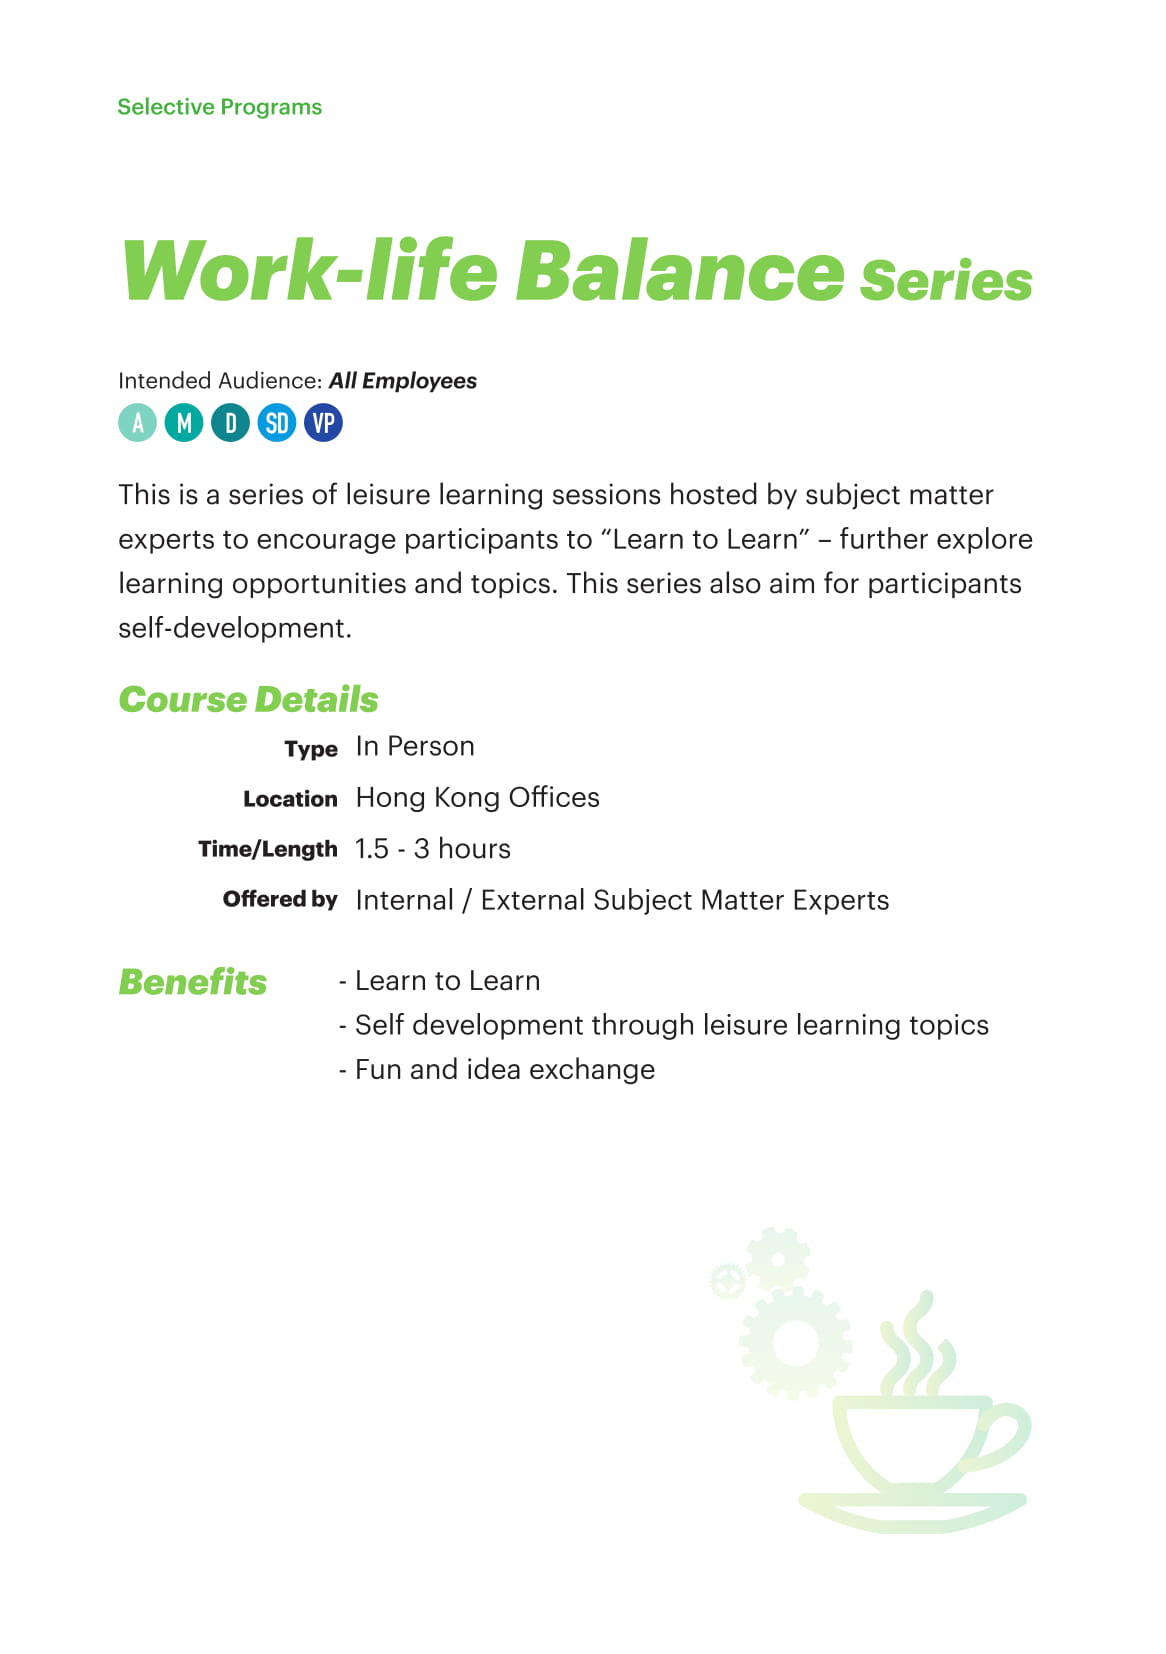 Selective Programs
Work-life Balance Series
Intended Audience: All Employees
A M D SD VP
This is a series of leisure learning sessions hosted by subject matter
experts to encourage participants to “Learn to Learn” – further explore
learning opportunities and topics. This series also aim for participants
self-development.
Course Details
Type In Person
Location Hong Kong Offices
Time/Length 1.5 - 3 hours
Offered by Internal / External Subject Matter Experts
Benefits - Learn to Learn
- Self development through leisure learning topics
- Fun and idea exchange